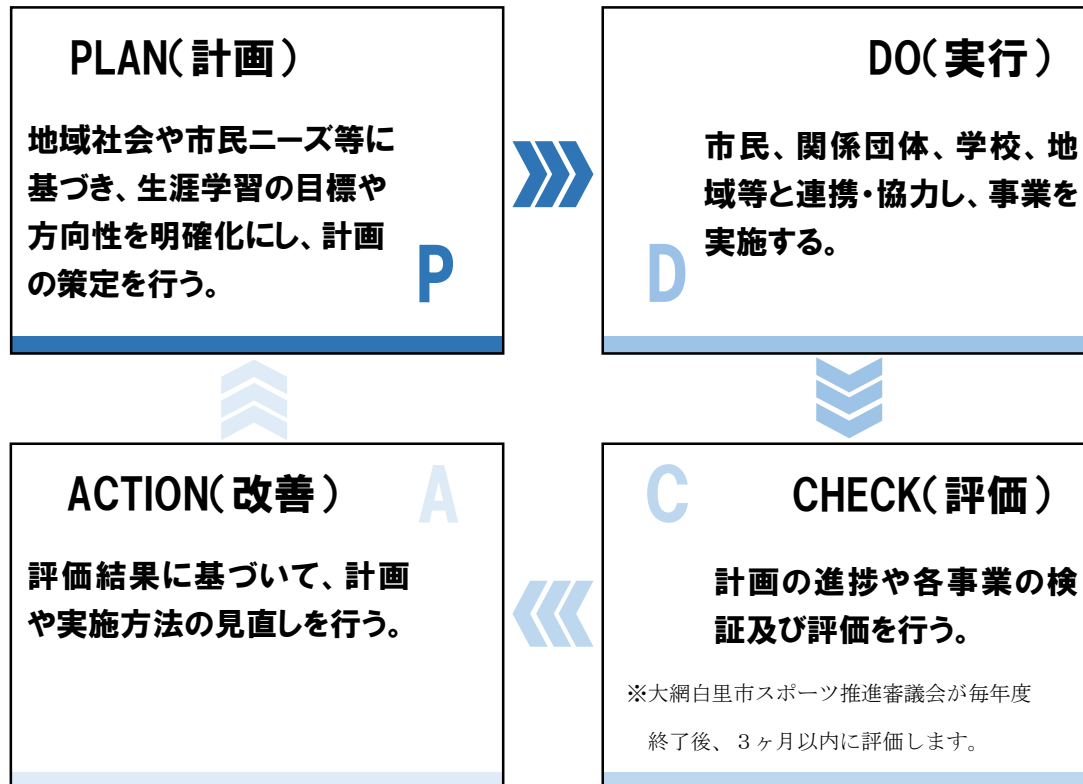 PLAN(計画)
地域社会や市民ニーズ等に
基づき、生涯学習の目標や
方向性を明確化にし、計画
の策定を行う。
P
DO(実行)
市民、関係団体、学校、地
域等と連携・協力し、事業を
実施する。
D
ACTION(改善)
A
評価結果に基づいて、計画
や実施方法の見直しを行う。
C
CHECK(評価)
計画の進捗や各事業の検
証及び評価を行う。
※大網白里市スポーツ推進審議会が毎年度
終了後、３ヶ月以内に評価します。